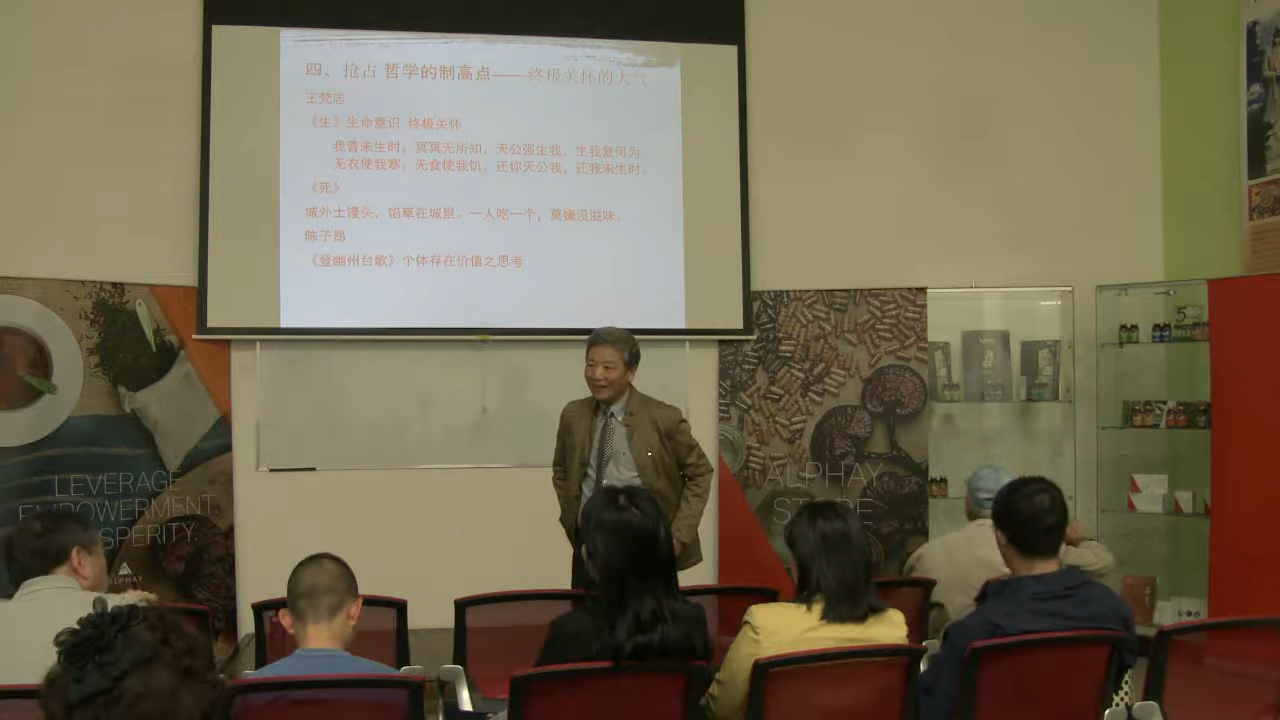 四、抢占 哲学的制高点——终极关怀的大气
王梵志
《生》生命意识 终极关怀
我昔未生时，冥冥无所知。天公强生我，生我复何为
无衣使我寒，无食使我饥。还你天公我，还我未生时。
《死》
城外土馒头，馅草在城里。一人吃一个，莫嫌没滋味。
陈子昂
《登幽州台歌》个体存在价值之思考
LEVERAGE
EMPOWERMENT
PROSPERITY.
ALPHAY
ALPHAY
STORE
5